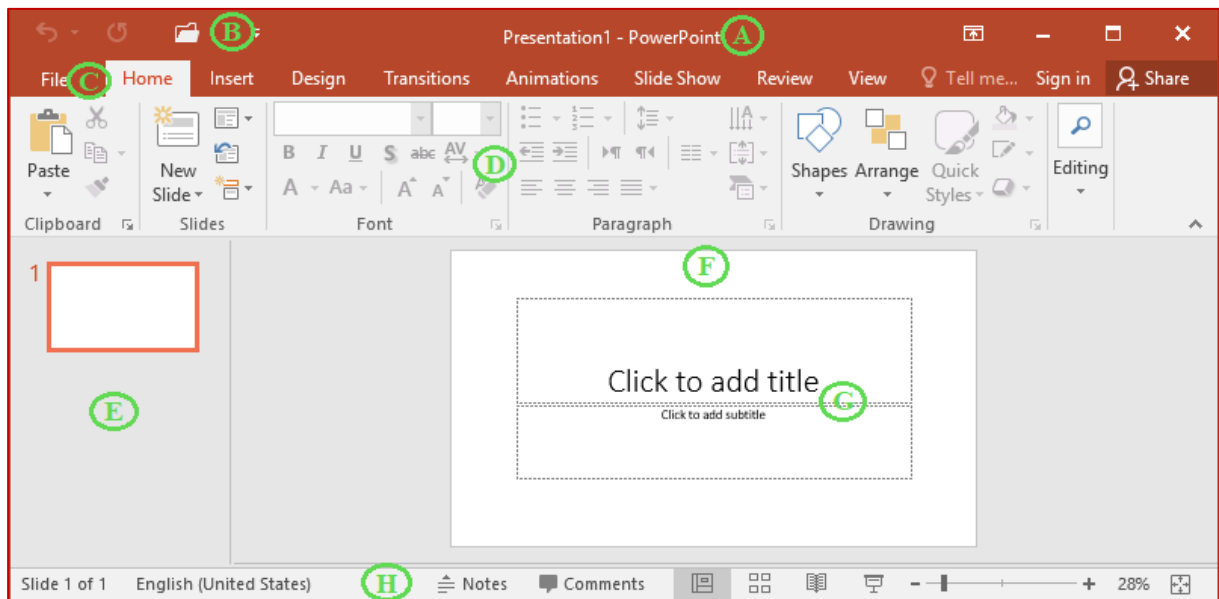 B
Presentation1 - PowerPoint A
File C Home Insert Design Transitions Animations Slide Show Review View Tell me... Sign in Share
Paste
New
Slide
B I U S abc AV D
A Aa A A
Shapes Arrange Quick
Styles
Editing
Clipboard Slides Font Paragraph Drawing
1
F
Click to add title
G
Click to add subtitle
E
Slide 1 of 1 English (United States) H Notes Comments - + 28%